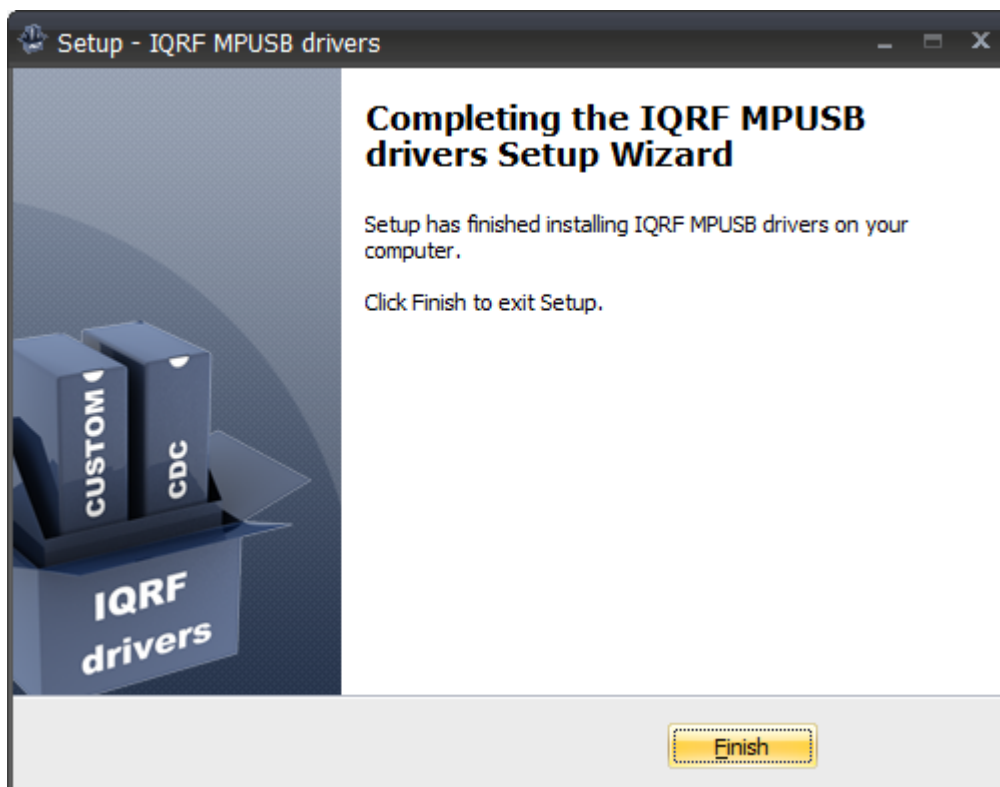 Setup - IQRF MPUSB drivers
Completing the IQRF MPUSB
drivers Setup Wizard
Setup has finished installing IQRF MPUSB drivers on your
computer.
Click Finish to exit Setup.
CUSTOM
CDC
IQRF
drivers
Finish